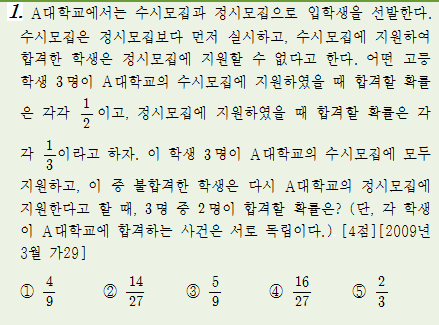 1. A대학교에서는 수시모집과 정시모집으로 입학생을 선발한다.
수시모집은 정시모집보다 먼저 실시하고, 수시모집에 지원하여
합격한 학생은 정시모집에 지원할 수 없다고 한다. 어떤 고등
학생 3명이 A대학교의 수시모집에 지원하였을 때 합격할 확률
은 각각 1/2 이고, 정시모집에 지원하였을 때 합격할 확률은 각
각 1/3이라고 하자. 이 학생 3명이 A대학교의 수시모집에 모두
지원하고, 이 중 불합격한 학생은 다시 A대학교의 정시모집에
지원한다고 할 때, 3명 중 2명이 합격할 확률은? (단, 각 학생
이 A대학교에 합격하는 사건은 서로 독립이다.) [4점][2009년
3월 가29]
① 4/9 ② 14/27 ③ 5/9 ④ 16/27 ⑤ 2/3